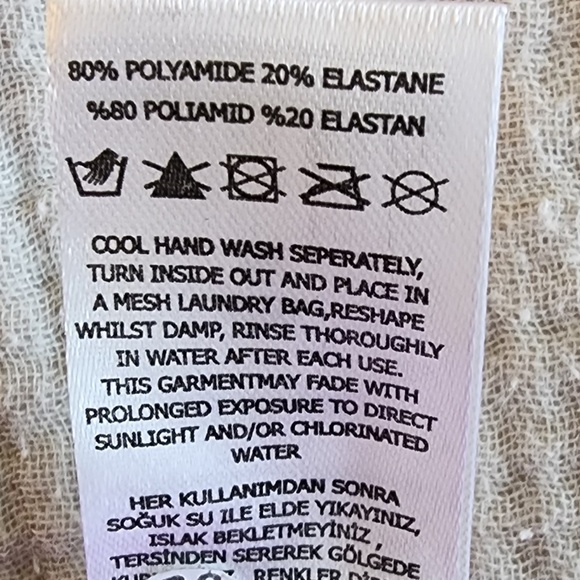 80% POLYAMIDE 20% ELASTANE
%80 POLIAMID %20 ELASTAN
COOL HAND WASH SEPERATELY,
TURN INSIDE OUT AND PLACE IN
A MESH LAUNDRY BAG,RESHAPE
WHILST DAMP, RINSE THOROUGHLY
IN WATER AFTER EACH USE.
THIS GARMENTMAY FADE WITH
PROLONGED EXPOSURE TO DIRECT
SUNLIGHT AND/OR CHLORINATED
WATER
HER KULLANIMDAN SONRA
SOĞUK SU ILE ELDE YIKAYINIZ,
ISLAK BEKLETMEYİNİZ ,
TERSİNDEN SEREREK GÖLGEDE
RENKLER